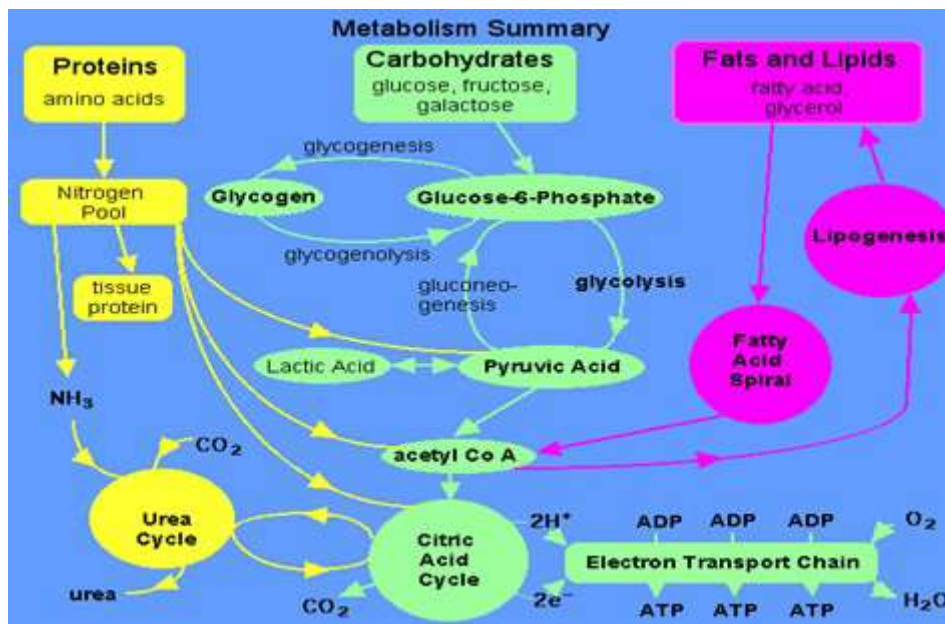 Metabolism Summary
Proteins
amino acids
Carbohydrates
glucose, fructose,
galactose
Fats and Lipids
fatty acid,
glycerol
glycogenesis
Nitrogen
Pool
Glycogen
Glucose-6-Phosphate
Lipogenesis
glycogenolysis
gluconeo-
genesis
glycolysis
tissue
protein
Fatty
Acid
Spiral
Lactic Acid
Pyruvic Acid
NH₃
CO₂
acetyl Co A
Urea
Cycle
Citric
Acid
Cycle
2H⁺
ADP ADP ADP
O₂
Electron Transport Chain
urea
CO₂
2e⁻
ATP ATP ATP
H₂O